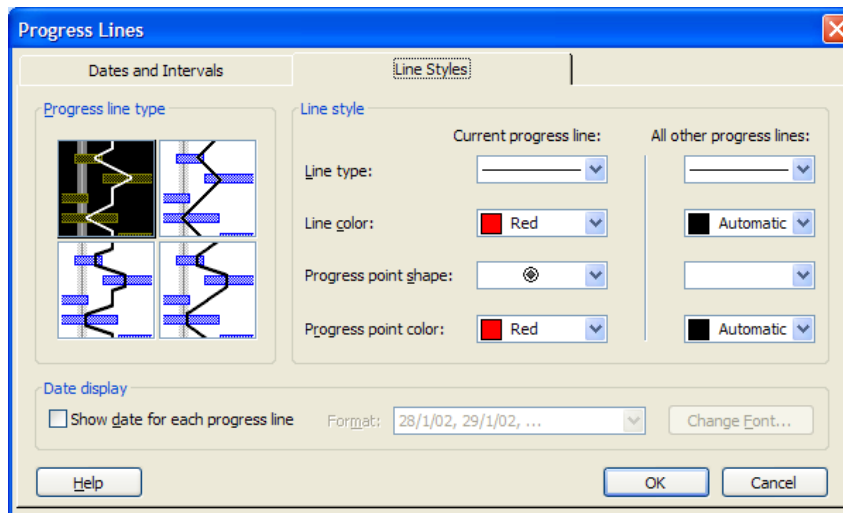 Progress Lines
Dates and Intervals
Line Styles
Progress line type
Line style
Current progress line:
All other progress lines:
Line type:
Line color:
Red
Automatic
Progress point shape:
Progress point color:
Red
Automatic
Date display
Show date for each progress line
Format:
28/1/02, 29/1/02, ...
Change Font...
Help
OK
Cancel